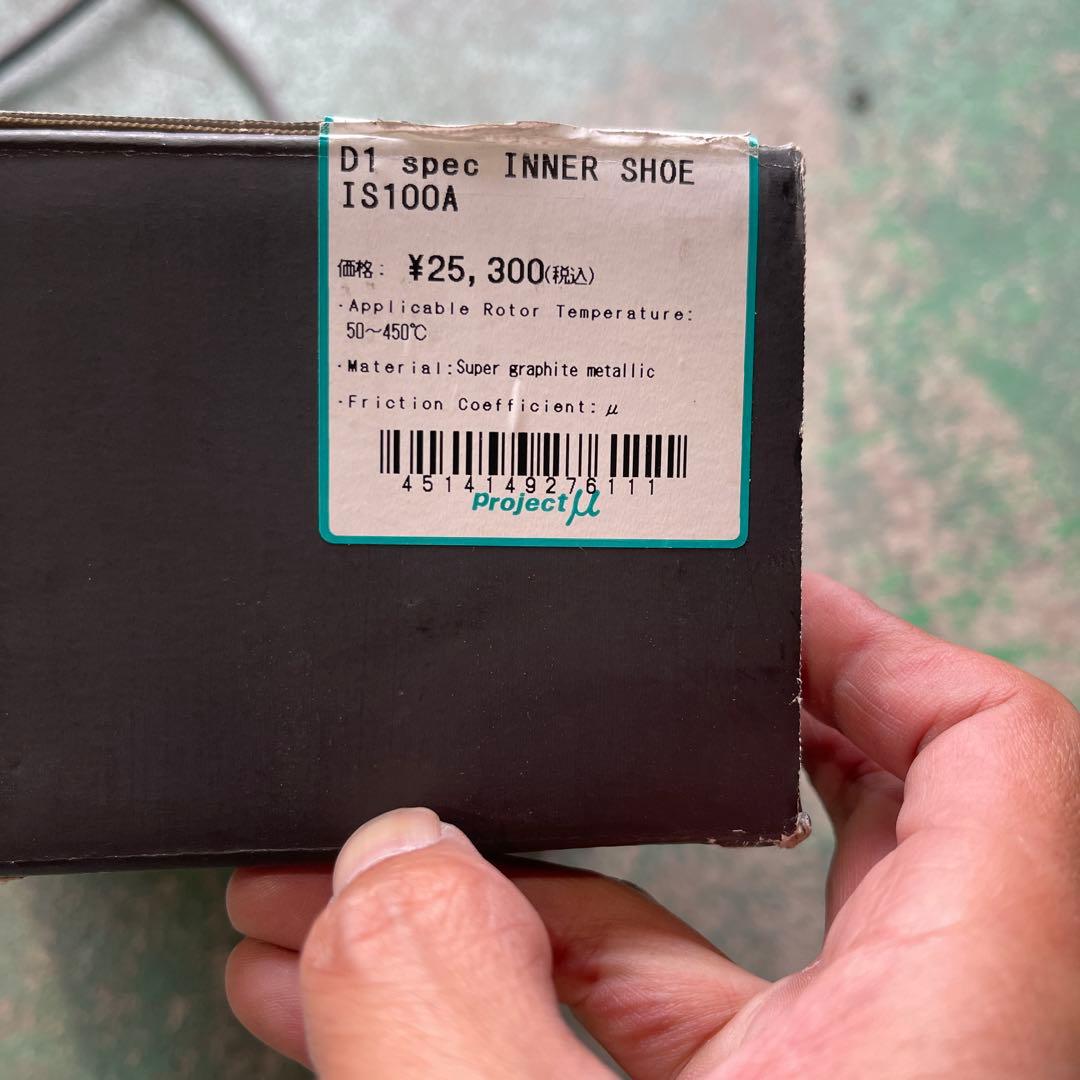 D1 spec INNER SHOE
IS100A
価格： ¥25,300(税込)
·Applicable Rotor Temperature:
50～450℃
·Material:Super graphite metallic
·Friction Coefficient: μ
4514149276111
Projectμ